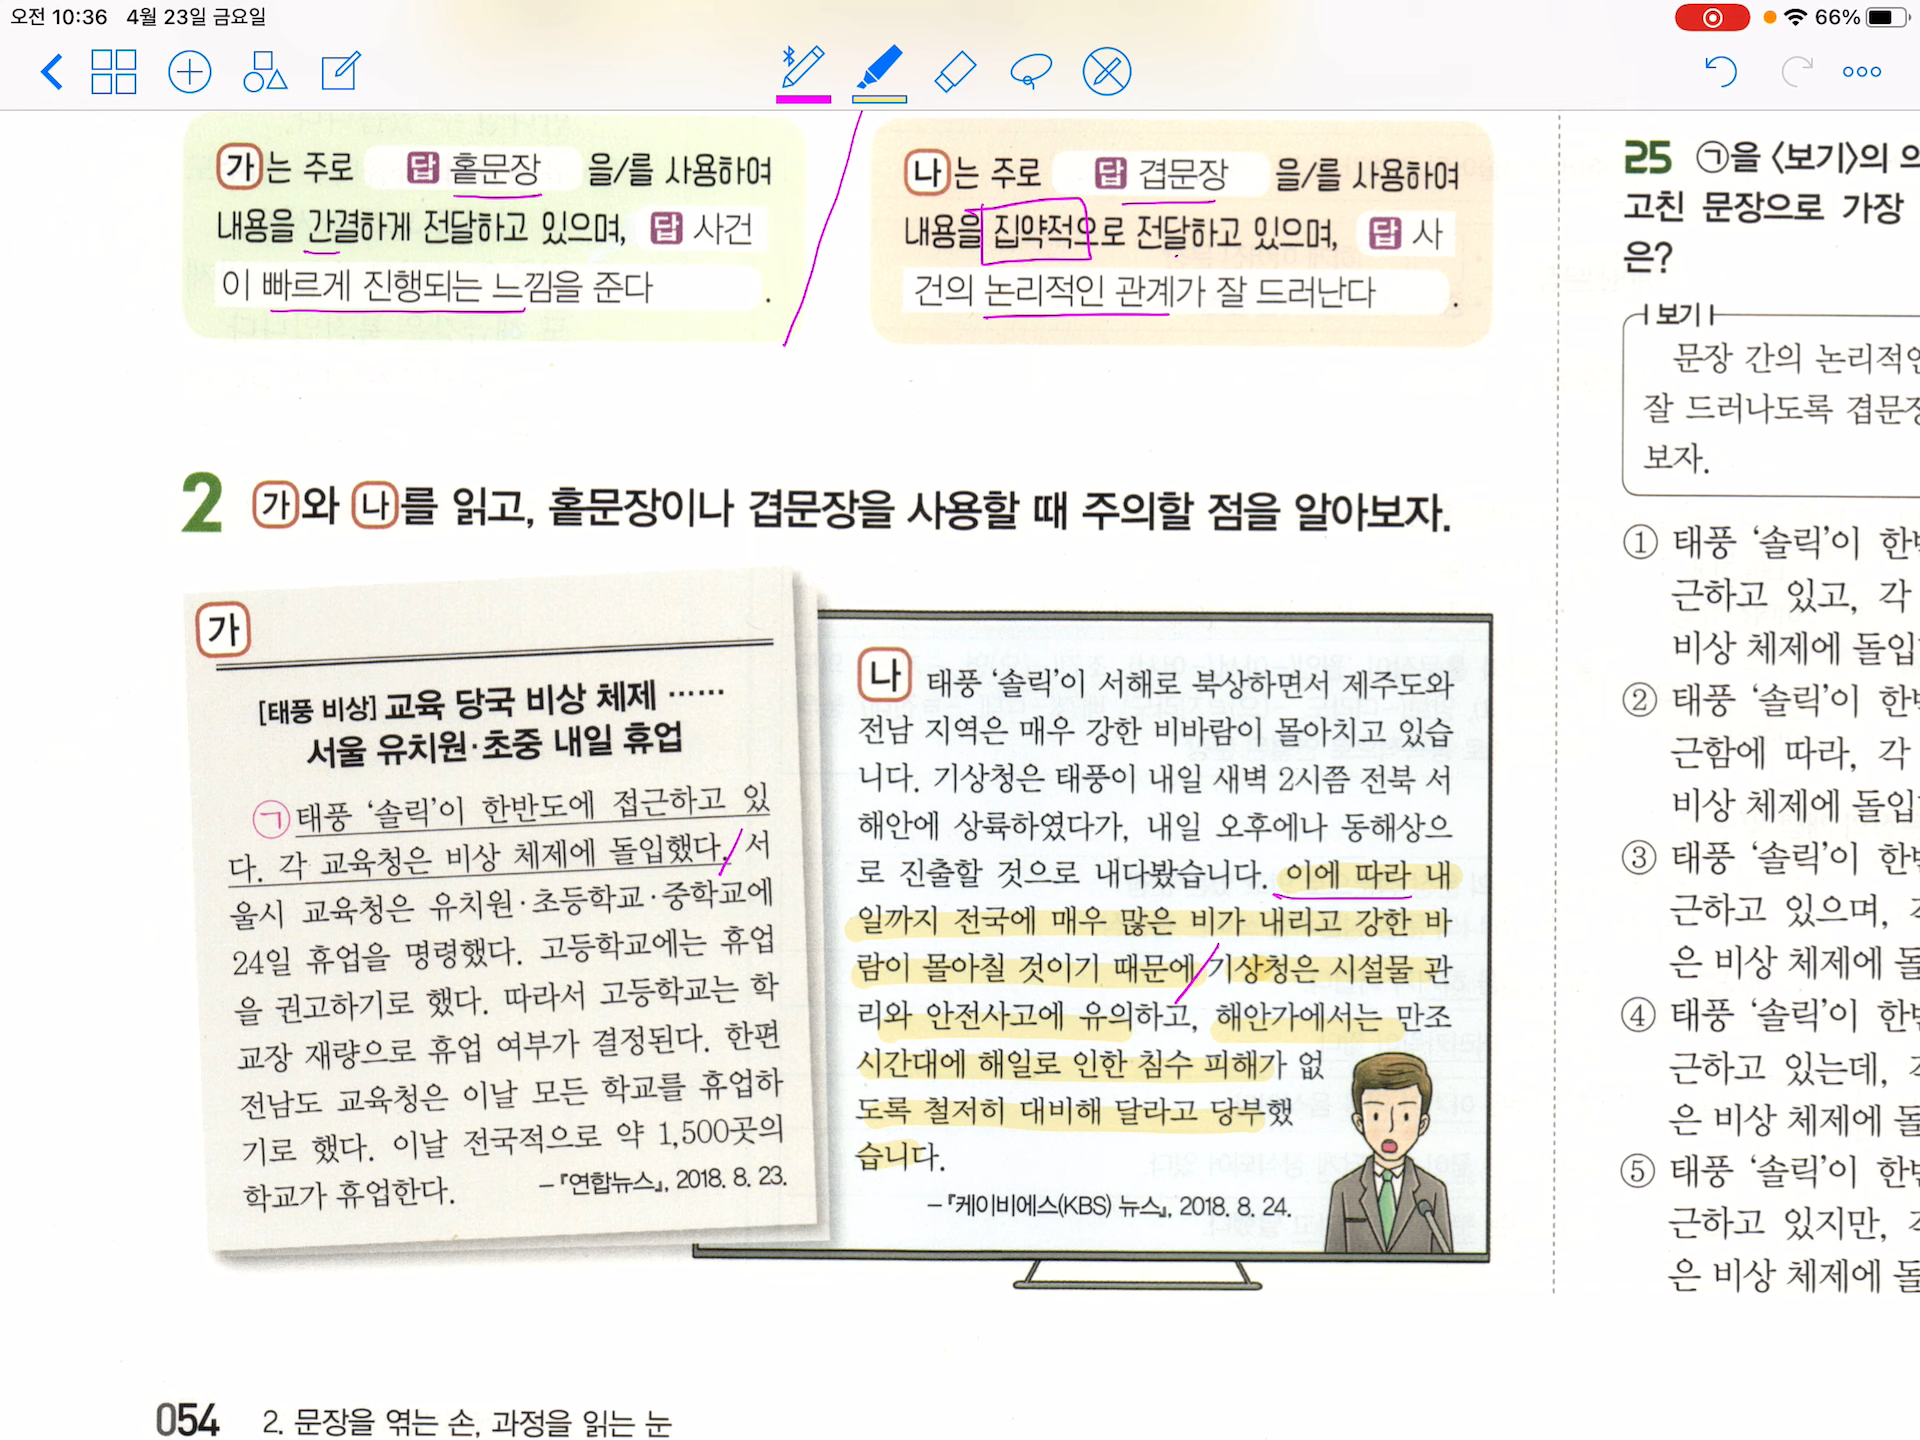 오전 10:36 4월 23일 금요일
66%
가는 주로 답 홑문장 을/를 사용하여
내용을 간결하게 전달하고 있으며, 답 사건
이 빠르게 진행되는 느낌을 준다 .
나는 주로 답 겹문장 을/를 사용하여
내용을 집약적으로 전달하고 있으며, 답 사
건의 논리적인 관계가 잘 드러난다 .
2 가와 나를 읽고, 홑문장이나 겹문장을 사용할 때 주의할 점을 알아보자.
가
[태풍 비상] 교육 당국 비상 체제 ……
서울 유치원·초중 내일 휴업
㉠태풍 ‘솔릭’이 한반도에 접근하고 있
다. 각 교육청은 비상 체제에 돌입했다. 서
울시 교육청은 유치원·초등학교·중학교에
24일 휴업을 명령했다. 고등학교에는 휴업
을 권고하기로 했다. 따라서 고등학교는 학
교장 재량으로 휴업 여부가 결정된다. 한편
전남도 교육청은 이날 모든 학교를 휴업하
기로 했다. 이날 전국적으로 약 1,500곳의
학교가 휴업한다.
-『연합뉴스』, 2018. 8. 23.
나 태풍 ‘솔릭’이 서해로 북상하면서 제주도와
전남 지역은 매우 강한 비바람이 몰아치고 있습
니다. 기상청은 태풍이 내일 새벽 2시쯤 전북 서
해안에 상륙하였다가, 내일 오후에나 동해상으
로 진출할 것으로 내다봤습니다. 이에 따라 내
일까지 전국에 매우 많은 비가 내리고 강한 바
람이 몰아칠 것이기 때문에 기상청은 시설물 관
리와 안전사고에 유의하고, 해안가에서는 만조
시간대에 해일로 인한 침수 피해가 없
도록 철저히 대비해 달라고 당부했
습니다.
-『케이비에스(KBS) 뉴스』, 2018. 8. 24.
054 2. 문장을 엮는 손, 과정을 읽는 눈
25 ㉠을 〈보기〉의 의
고친 문장으로 가장
은?
보기
문장 간의 논리적인
잘 드러나도록 겹문장
보자.
① 태풍 ‘솔릭’이 한반
근하고 있고, 각
비상 체제에 돌입
② 태풍 ‘솔릭’이 한반
근함에 따라, 각
비상 체제에 돌입
③ 태풍 ‘솔릭’이 한반
근하고 있으며, 각
은 비상 체제에 돌
④ 태풍 ‘솔릭’이 한반
근하고 있는데, 각
은 비상 체제에 돌
⑤ 태풍 ‘솔릭’이 한반
근하고 있지만, 각
은 비상 체제에 돌